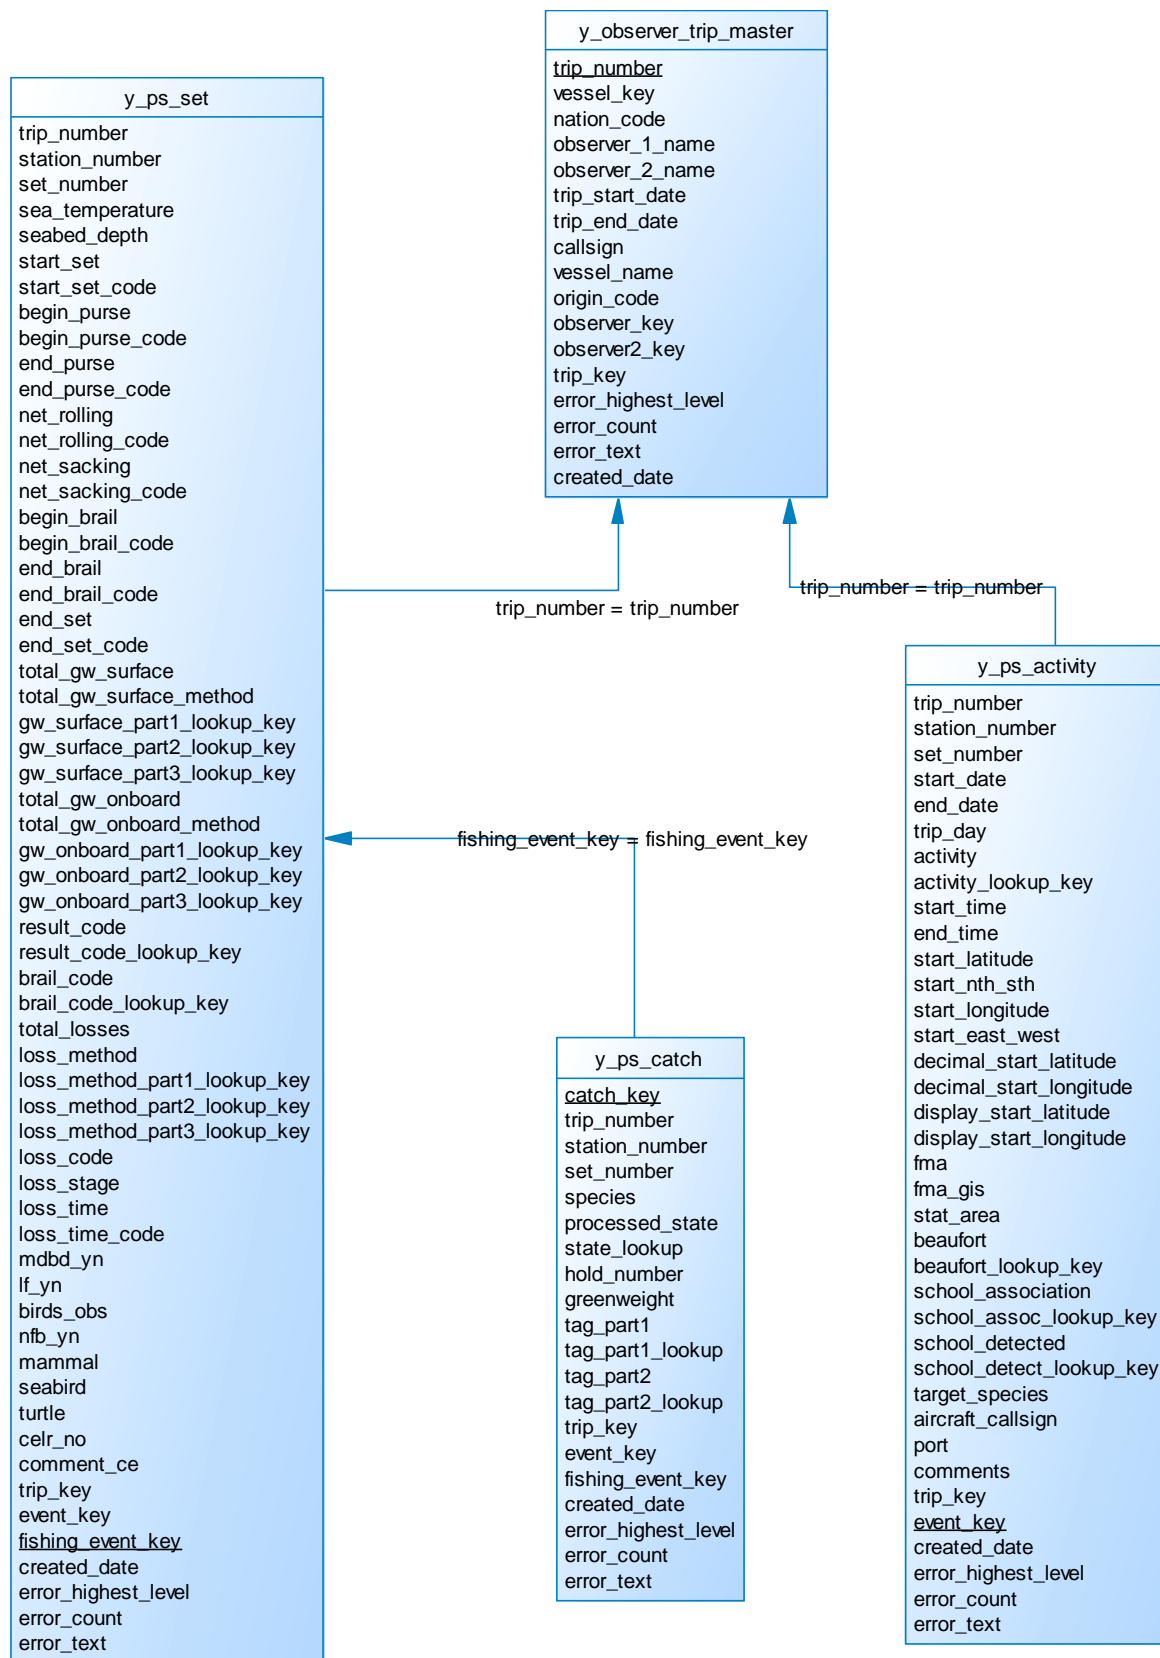 y_observer_trip_master
trip_number
vessel_key
nation_code
observer_1_name
observer_2_name
trip_start_date
trip_end_date
callsign
vessel_name
origin_code
observer_key
observer2_key
trip_key
error_highest_level
error_count
error_text
created_date
y_ps_set
trip_number
station_number
set_number
sea_temperature
seabed_depth
start_set
start_set_code
begin_purse
begin_purse_code
end_purse
end_purse_code
net_rolling
net_rolling_code
net_sacking
net_sacking_code
begin_brail
begin_brail_code
end_brail
end_brail_code
end_set
end_set_code
total_gw_surface
total_gw_surface_method
gw_surface_part1_lookup_key
gw_surface_part2_lookup_key
gw_surface_part3_lookup_key
total_gw_onboard
total_gw_onboard_method
gw_onboard_part1_lookup_key
gw_onboard_part2_lookup_key
gw_onboard_part3_lookup_key
result_code
result_code_lookup_key
brail_code
brail_code_lookup_key
total_losses
loss_method
loss_method_part1_lookup_key
loss_method_part2_lookup_key
loss_method_part3_lookup_key
loss_code
loss_stage
loss_time
loss_time_code
mdbd_yn
lf_yn
birds_obs
nfb_yn
mammal
seabird
turtle
celr_no
comment_ce
trip_key
event_key
fishing_event_key
created_date
error_highest_level
error_count
error_text
trip_number = trip_number
trip_number = trip_number
fishing_event_key = fishing_event_key
y_ps_catch
catch_key
trip_number
station_number
set_number
species
processed_state
state_lookup
hold_number
greenweight
tag_part1
tag_part1_lookup
tag_part2
tag_part2_lookup
trip_key
event_key
fishing_event_key
created_date
error_highest_level
error_count
error_text
y_ps_activity
trip_number
station_number
set_number
start_date
end_date
trip_day
activity
activity_lookup_key
start_time
end_time
start_latitude
start_nth_sth
start_longitude
start_east_west
decimal_start_latitude
decimal_start_longitude
display_start_latitude
display_start_longitude
fma
fma_gis
stat_area
beaufort
beaufort_lookup_key
school_association
school_assoc_lookup_key
school_detected
school_detect_lookup_key
target_species
aircraft_callsign
port
comments
trip_key
event_key
created_date
error_highest_level
error_count
error_text